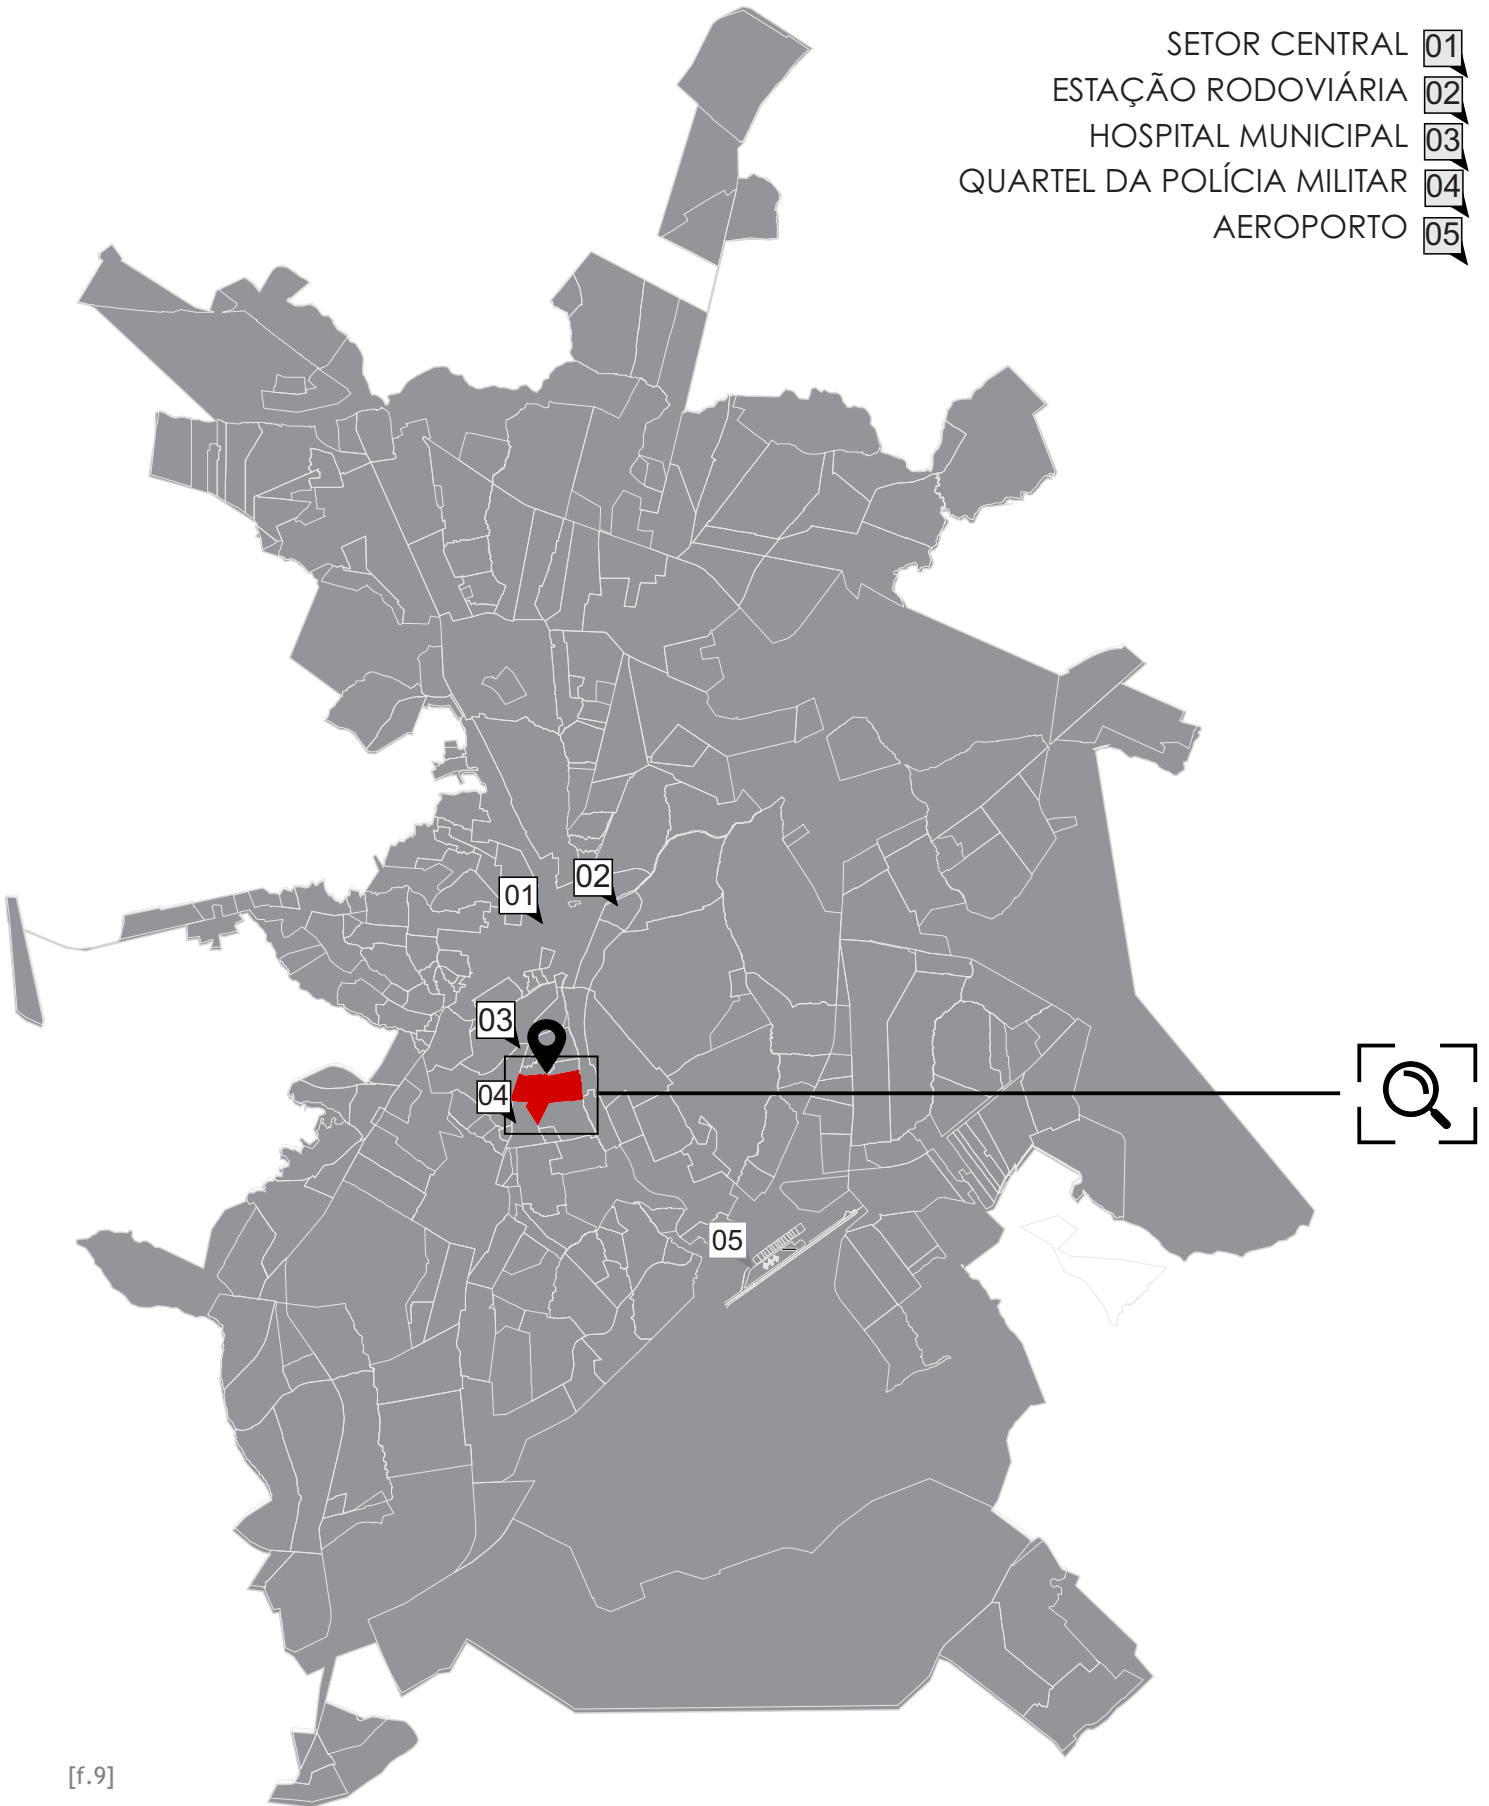 SETOR CENTRAL 01
ESTAÇÃO RODOVIÁRIA 02
HOSPITAL MUNICIPAL 03
QUARTEL DA POLÍCIA MILITAR 04
AEROPORTO 05
02
01
03
04
05
[f.9]